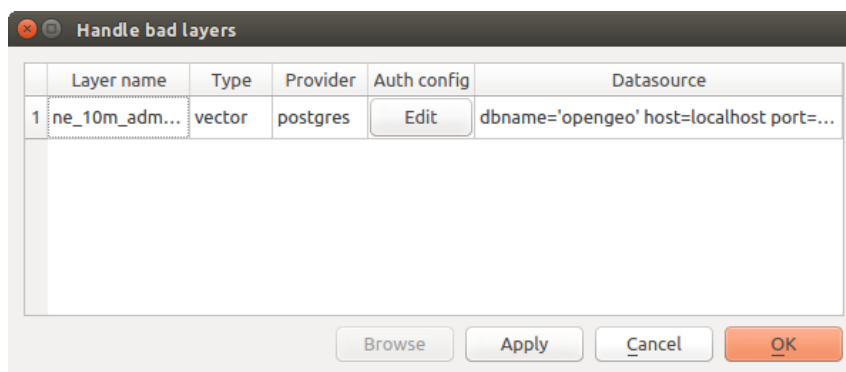 Handle bad layers
Layer name Type Provider Auth config Datasource
1 ne_10m_adm... vector postgres Edit dbname='opengeo' host=localhost port=...
Browse Apply Cancel OK